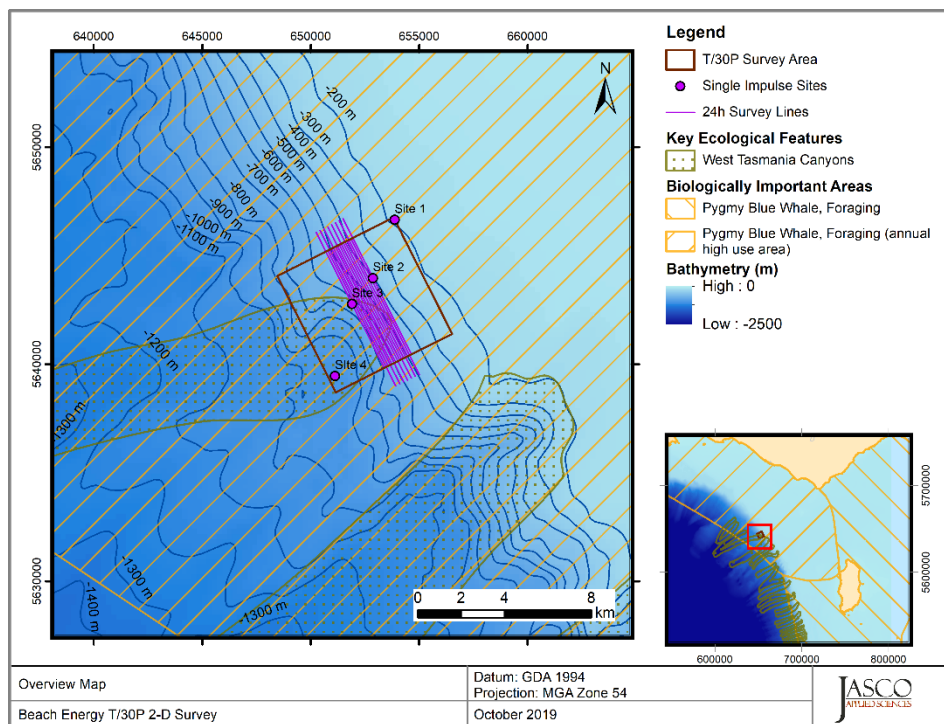 640000
645000
650000
655000
660000
5650000
5640000
5630000
-200 m
-300 m
-400 m
-500 m
-600 m
-700 m
-800 m
-900 m
-1000 m
-1100 m
-1200 m
-1300 m
-1300 m
-1400 m
-1300 m
N
Site 1
Site 2
Site 3
Site 4
0 2 4 8
km
Legend
T/30P Survey Area
Single Impulse Sites
24h Survey Lines
Key Ecological Features
West Tasmania Canyons
Biologically Important Areas
Pygmy Blue Whale, Foraging
Pygmy Blue Whale, Foraging (annual
high use area)
Bathymetry (m)
High : 0
Low : -2500
5700000
5600000
600000
700000
800000
Overview Map
Beach Energy T/30P 2-D Survey
Datum: GDA 1994
Projection: MGA Zone 54
October 2019
JASCO
APPLIED SCIENCES